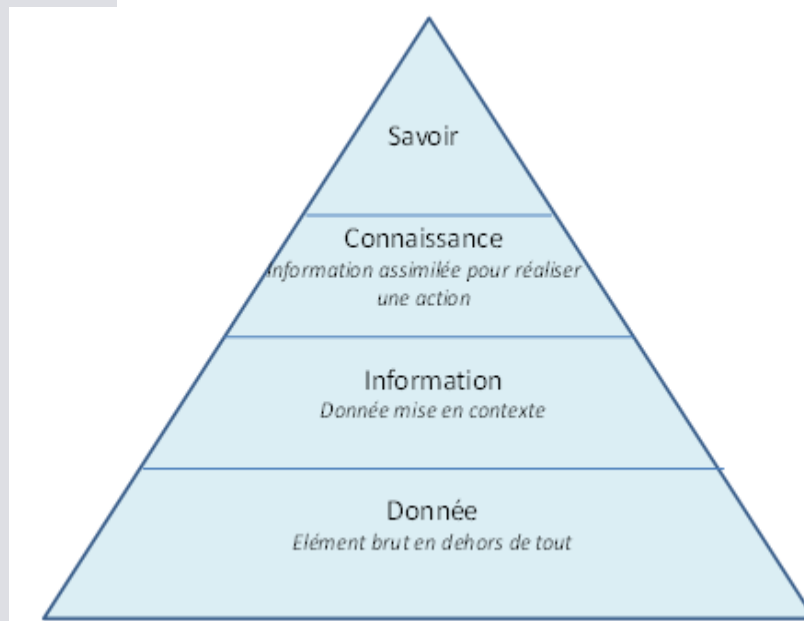 Savoir
Connaissance
Information assimilée pour réaliser
une action
Information
Donnée mise en contexte
Donnée
Elément brut en dehors de tout